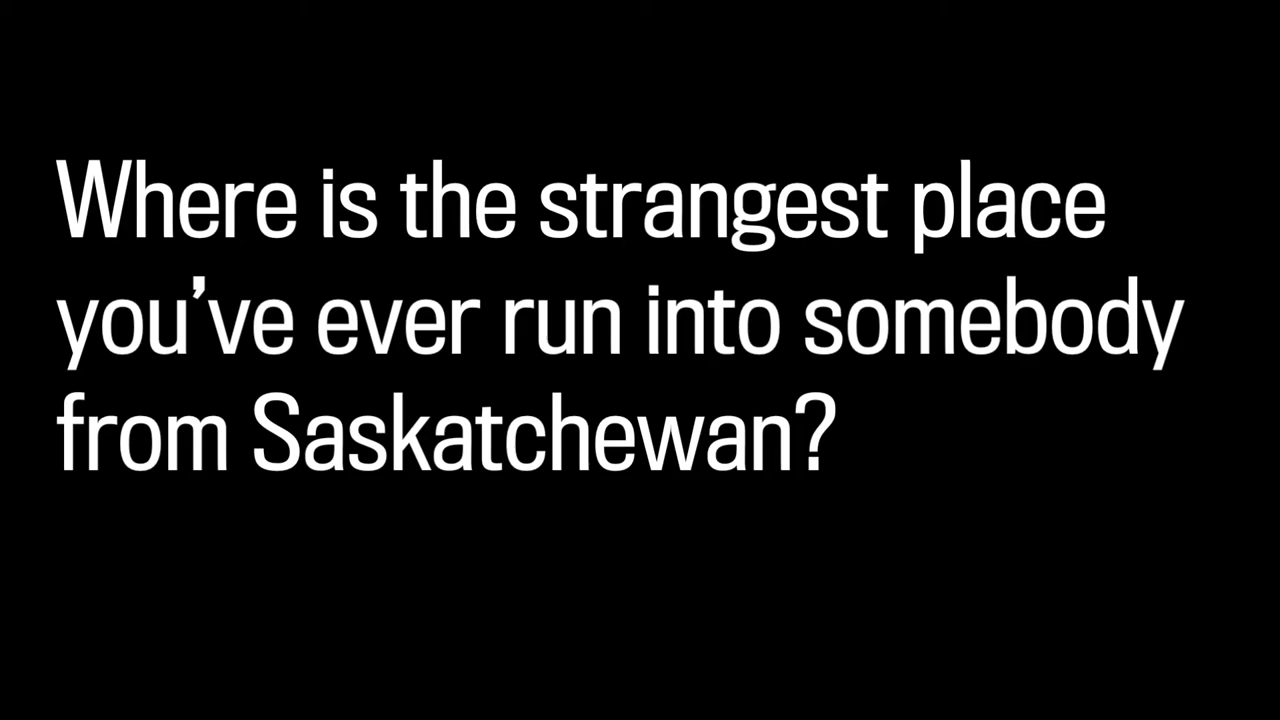 Where is the strangest place
you’ve ever run into somebody
from Saskatchewan?